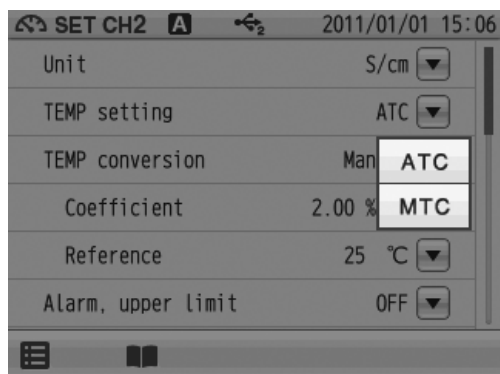 SET CH2 A 2 2011/01/01 15:06
Unit S/cm
TEMP setting ATC
TEMP conversion Man ATC
Coefficient 2.00 % MTC
Reference 25 ℃
Alarm, upper limit OFF